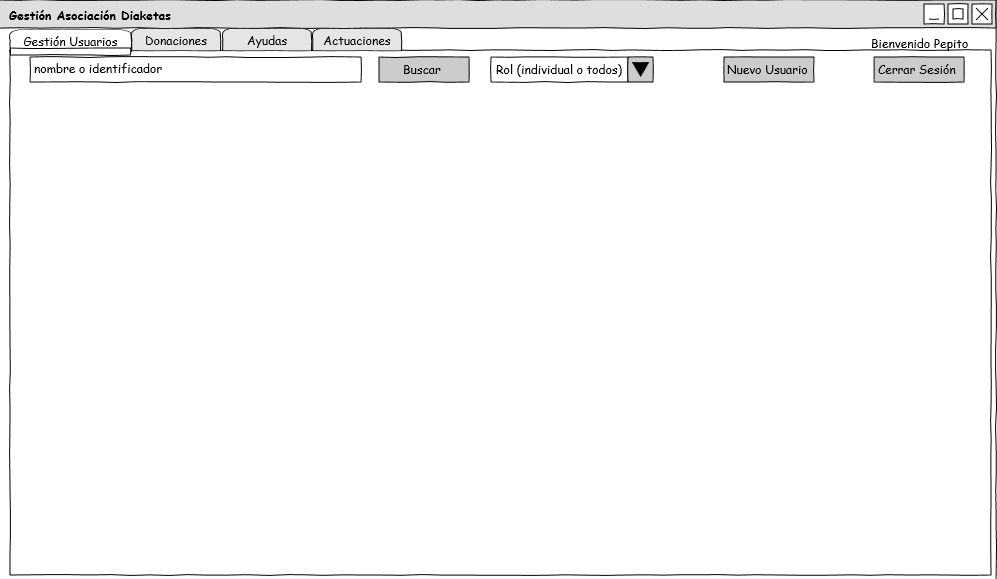 Gestión Asociación Diaketas
Gestión Usuarios
Donaciones
Ayudas
Actuaciones
Bienvenido Pepito
nombre o identificador
Buscar
Rol (individual o todos)
Nuevo Usuario
Cerrar Sesión